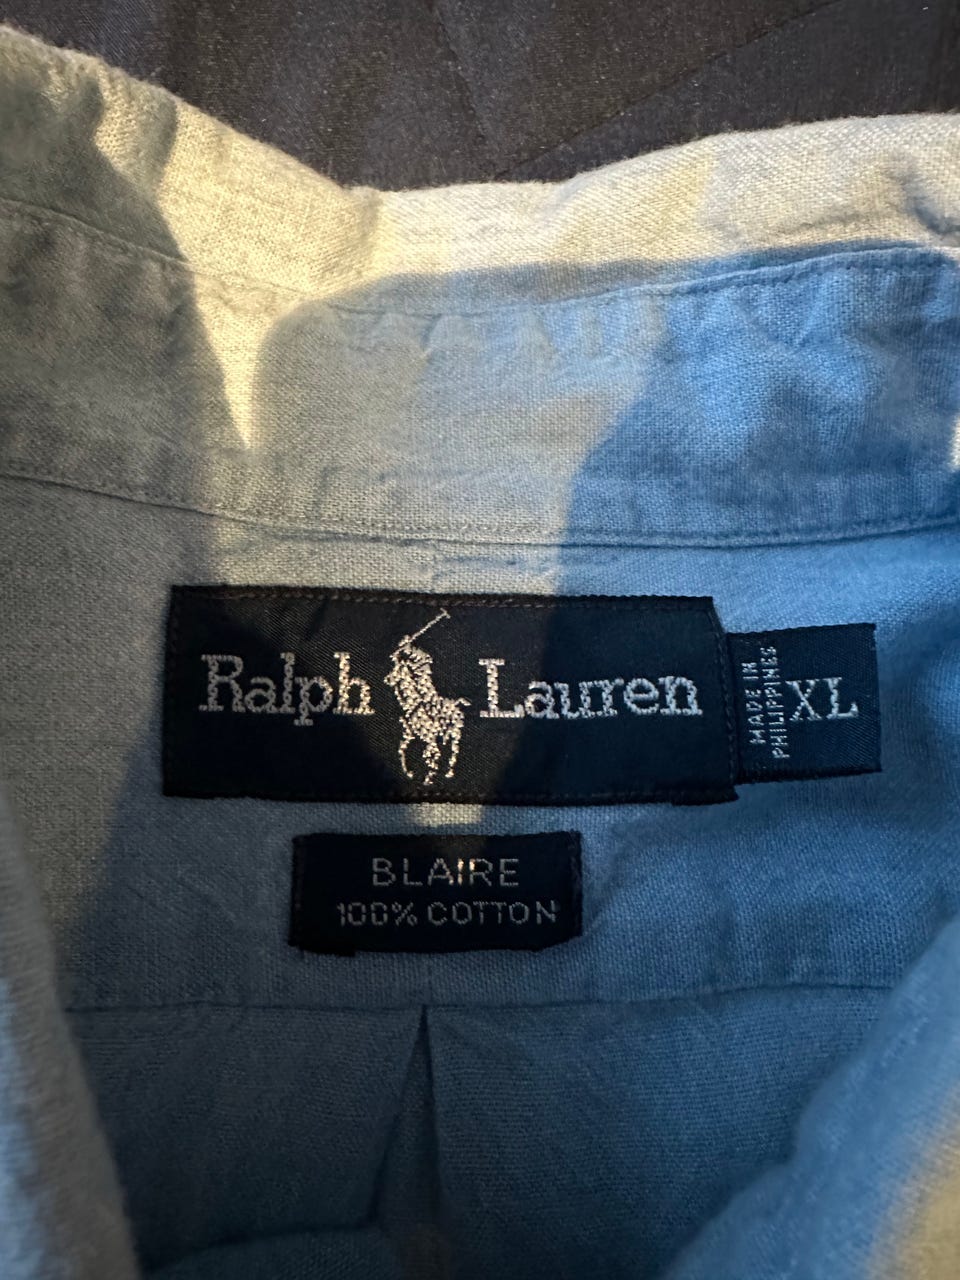 Ralph Lauren
MADE IN
PHILIPPINES
XL
BLAIRE
100% COTTON